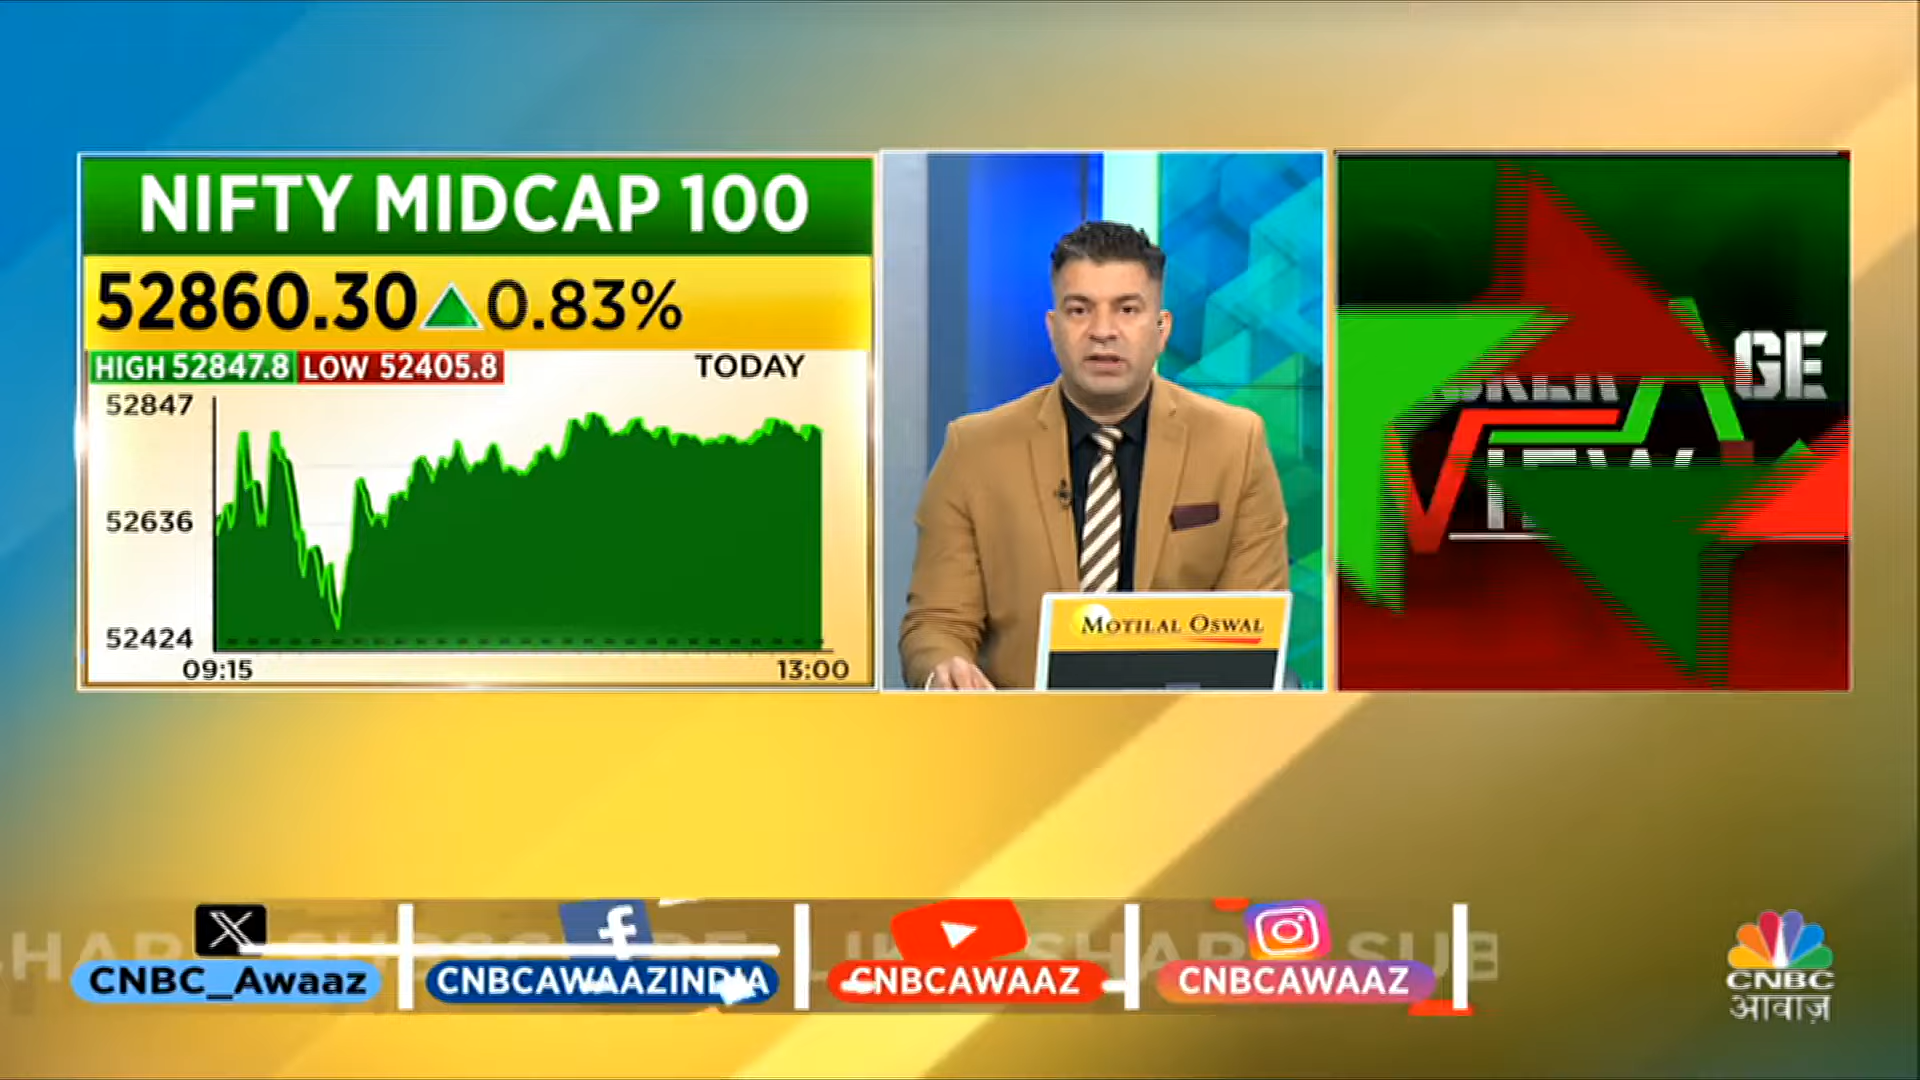 NIFTY MIDCAP 100
52860.30 0.83%
HIGH 52847.8 LOW 52405.8 TODAY
52847
52636
52424
09:15 13:00
MOTILAL OSWAL
GE
CNBC_Awaaz CNBCAWAAZINDIA CNBCAWAAZ CNBCAWAAZ
CNBC
आवाज़